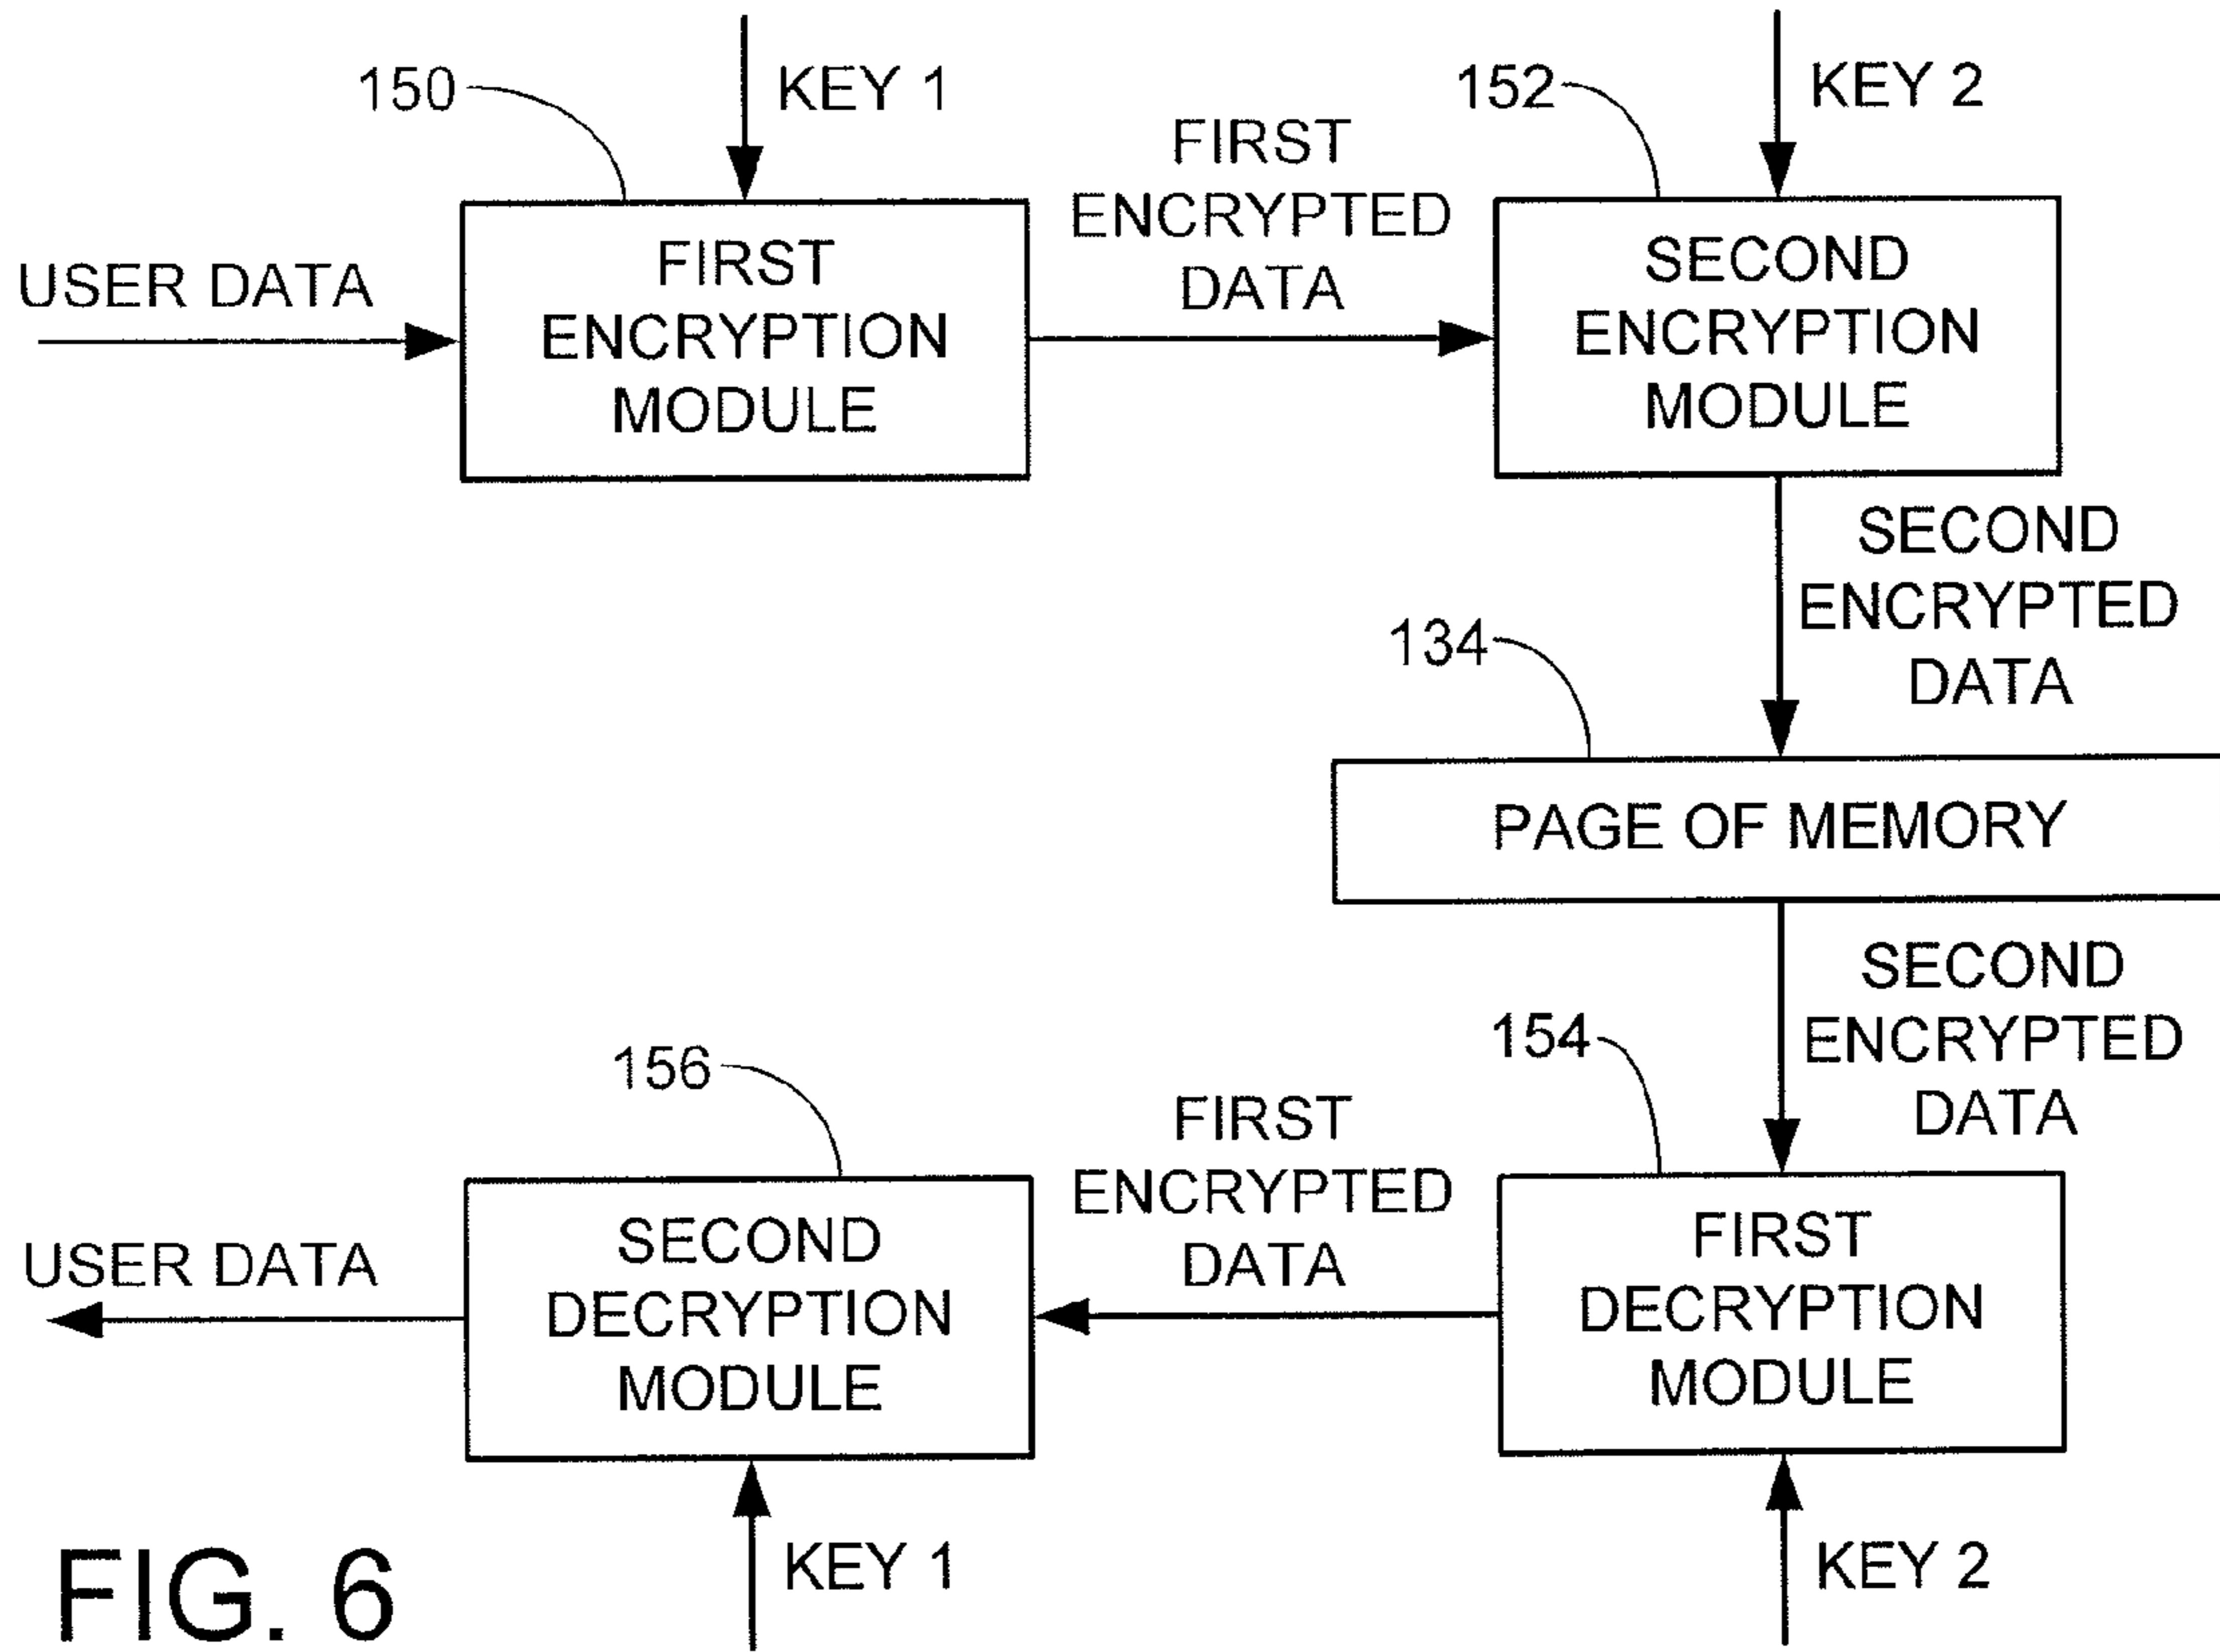 150
KEY 1
152
KEY 2
USER DATA
FIRST
ENCRYPTION
MODULE
FIRST
ENCRYPTED
DATA
SECOND
ENCRYPTION
MODULE
SECOND
ENCRYPTED
DATA
134
PAGE OF MEMORY
SECOND
ENCRYPTED
DATA
154
156
FIRST
ENCRYPTED
DATA
FIRST
DECRYPTION
MODULE
SECOND
DECRYPTION
MODULE
USER DATA
KEY 1
KEY 2
FIG. 6